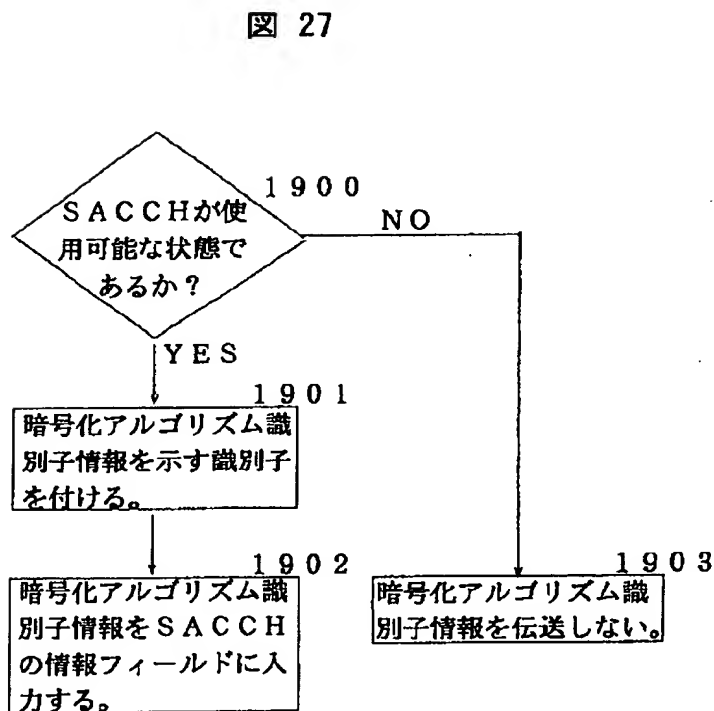 図 27
1900
SACCHが使
用可能な状態で
あるか？
NO
YES
1901
暗号化アルゴリズム識
別子情報を示す識別子
を付ける。
1902
暗号化アルゴリズム識
別子情報をSACCH
の情報フィールドに入
力する。
1903
暗号化アルゴリズム識
別子情報を伝送しない。